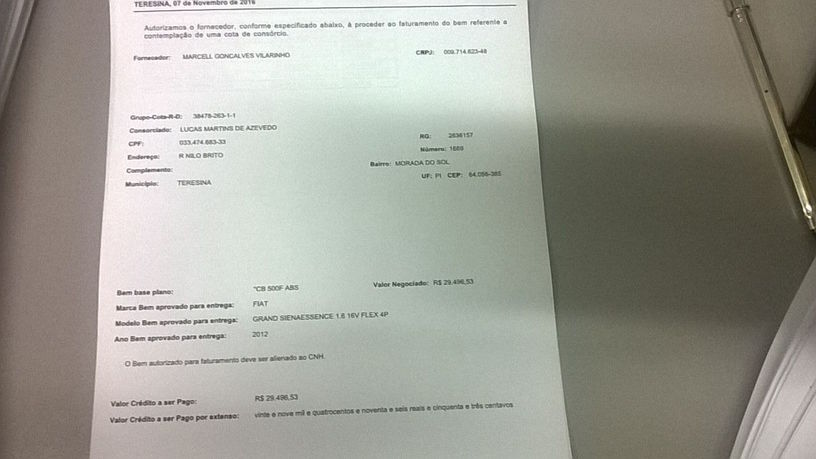 TERESINA, 07 de Novembro de 2016
Autorizamos o fornecedor, conforme especificado abaixo, à proceder ao faturamento do bem referente a
contemplação de uma cota de consórcio.
Fornecedor: MARCELL GONCALVES VILARINHO CNPJ: 009.714.623-48
Grupo-Cota-R-D: 38478-263-1-1
Consorciado: LUCAS MARTINS DE AZEVEDO RG: 2636157
CPF: 033.474.683-33 Número: 1668
Endereço: R NILO BRITO Bairro: MORADA DO SOL
Complemento: UF: PI CEP: 64.056-385
Município: TERESINA
Bem base plano: "CB 500F ABS Valor Negociado: R$ 29.496,53
Marca Bem aprovado para entrega: FIAT
Modelo Bem aprovado para entrega: GRAND SIENAESSENCE 1.6 16V FLEX 4P
Ano Bem aprovado para entrega: 2012
O Bem autorizado para faturamento deve ser alienado ao CNH.
Valor Crédito a ser Pago: R$ 29.496,53
Valor Crédito a ser Pago por extenso: vinte e nove mil e quatrocentos e noventa e seis reais e cinquenta e três centavos